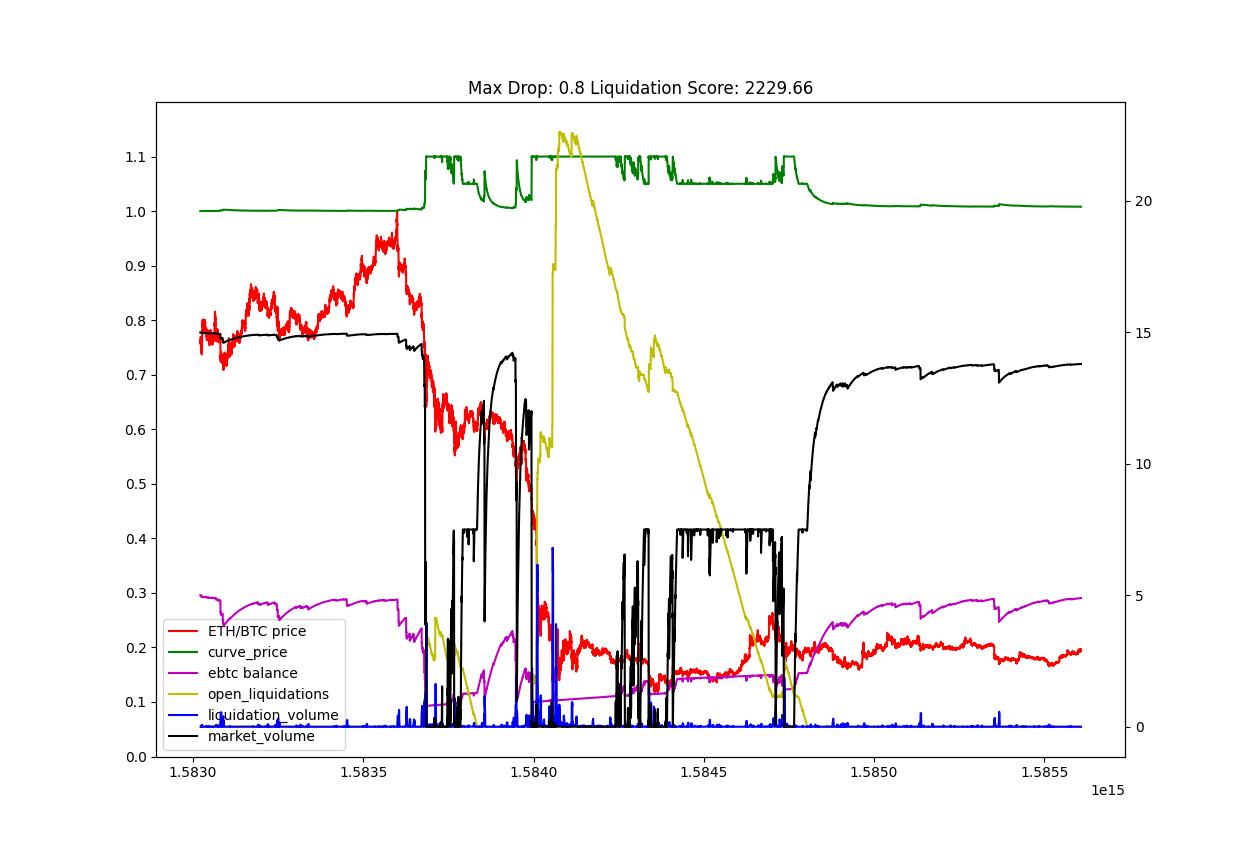 Max Drop: 0.8 Liquidation Score: 2229.66
1.1
1.0
0.9
0.8
0.7
0.6
0.5
0.4
0.3
0.2
0.1
0.0
20
15
10
5
0
ETH/BTC price
curve_price
ebtc balance
open_liquidations
liquidation_volume
market_volume
1.5830 1.5835 1.5840 1.5845 1.5850 1.5855
1e15